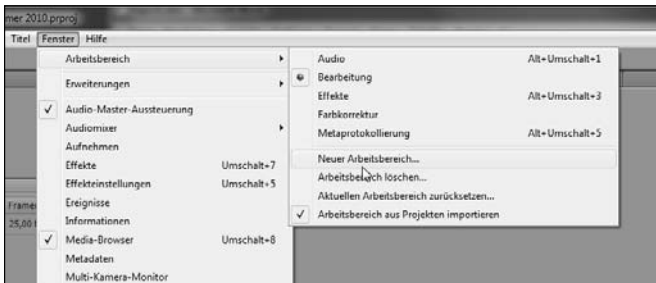 mer 2010.prproj
Titel Fenster Hilfe
Arbeitsbereich
Erweiterungen
Audio-Master-Aussteuerung
Audiomixer
Aufnehmen
Effekte Umschalt+7
Effekteinstellungen Umschalt+5
Ereignisse
Informationen
Media-Browser Umschalt+8
Metadaten
Multi-Kamera-Monitor
Audio Alt+Umschalt+1
Bearbeitung
Effekte Alt+Umschalt+3
Farbkorrektur
Metaprotokollierung Alt+Umschalt+5
Neuer Arbeitsbereich...
Arbeitsbereich löschen...
Aktuellen Arbeitsbereich zurücksetzen...
Arbeitsbereich aus Projekten importieren
Frame
25,00